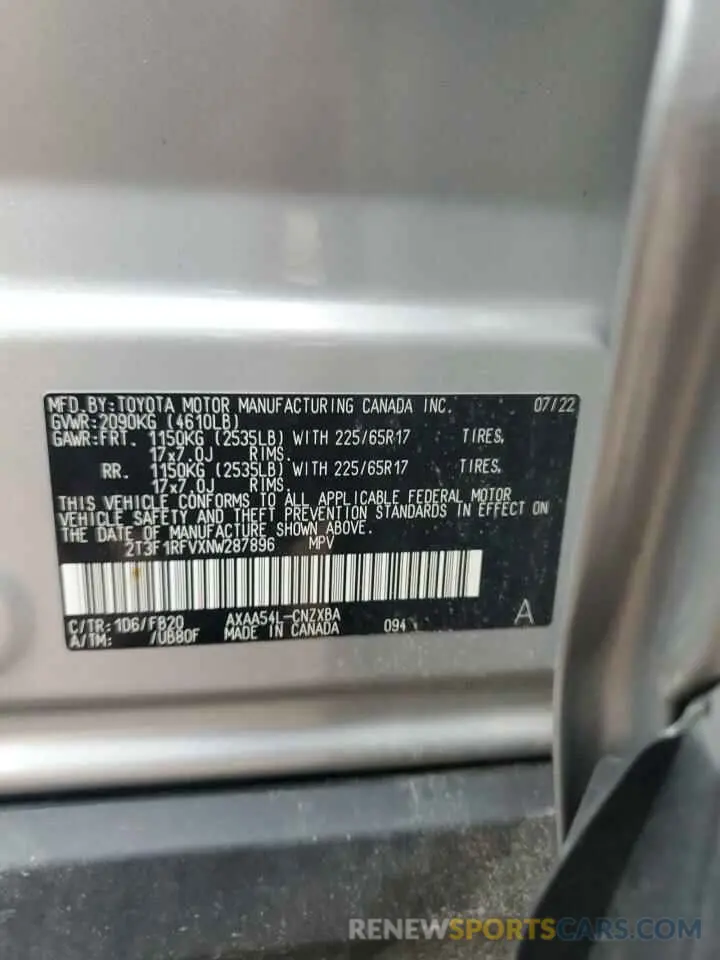 MFD.BY:TOYOTA MOTOR MANUFACTURING CANADA INC. 07/22
GVWR:2090KG (4610LB)
GAWR:FRT. 1150KG (2535LB) WITH 225/65R17 TIRES,
17x7.0J RIMS.
RR. 1150KG (2535LB) WITH 225/65R17 TIRES,
17x7.0J RIMS.
THIS VEHICLE CONFORMS TO ALL APPLICABLE FEDERAL MOTOR
VEHICLE SAFETY AND THEFT PREVENTION STANDARDS IN EFFECT ON
THE DATE OF MANUFACTURE SHOWN ABOVE.
2T3F1RFVXNW287896 MPV
C/TR:1D6/FB20 AXAA54L-CNZXBA 094 A
A/TM: /UB80F MADE IN CANADA
RENEWSPORTSCARS.COM